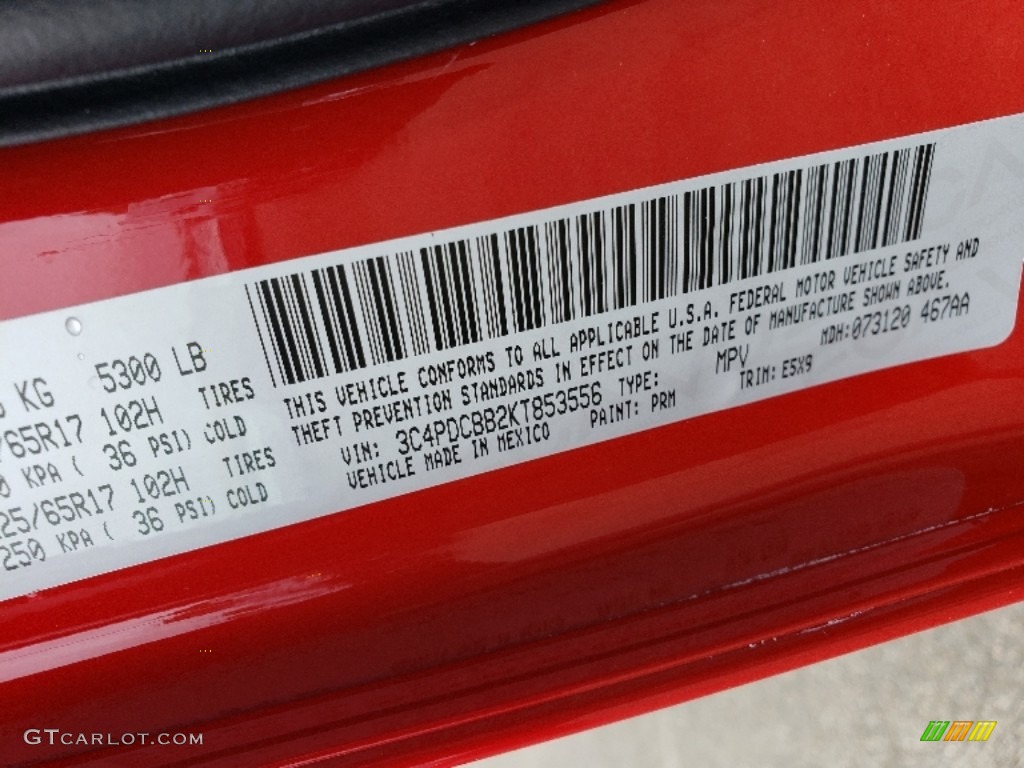 KG 5300 LB
/65R17 102H TIRES
KPA ( 36 PSI) COLD
25/65R17 102H TIRES
250 KPA ( 36 PSI) COLD
THIS VEHICLE CONFORMS TO ALL APPLICABLE U.S.A. FEDERAL MOTOR VEHICLE SAFETY AND
THEFT PREVENTION STANDARDS IN EFFECT ON THE DATE OF MANUFACTURE SHOWN ABOVE.
VIN: 3C4PDCBB2KT853556 TYPE: MPV MDH:073120 467AA
VEHICLE MADE IN MEXICO PAINT: PRM TRIM: E5X9
GTCARLOT.COM